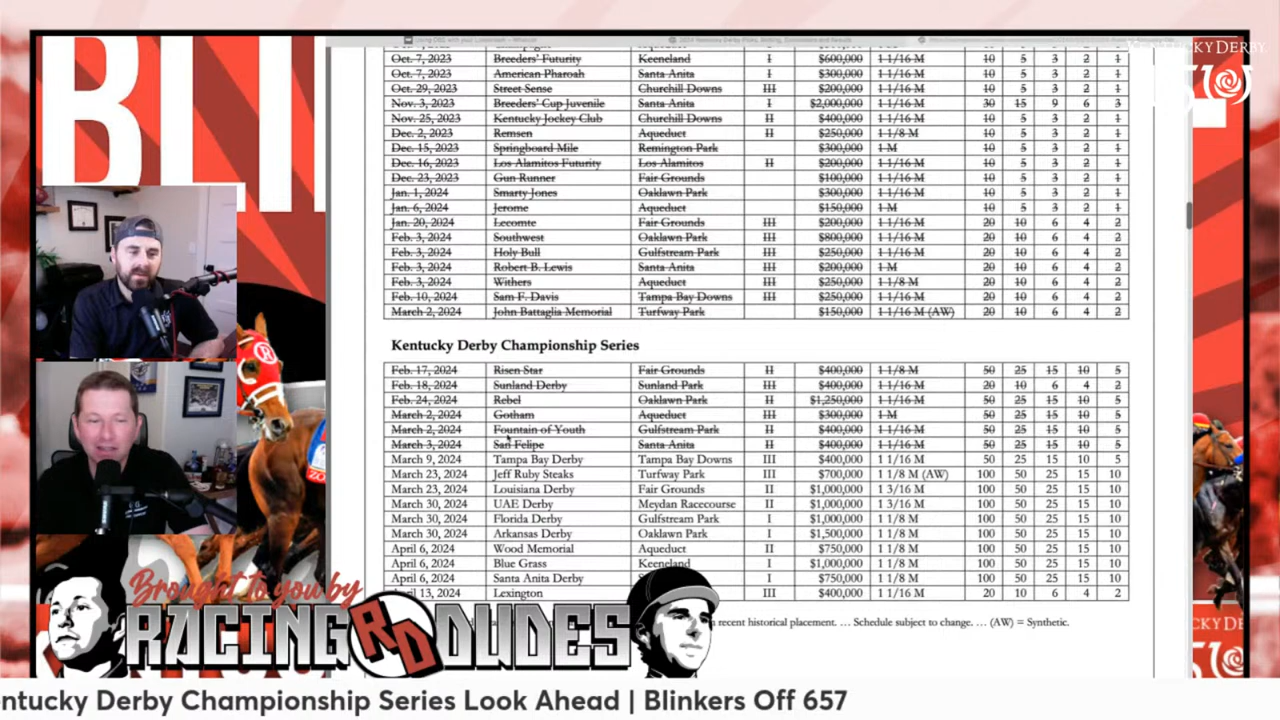 KENTUCKY DERBY
BLI
Oct. 7, 2023 Breeders' Futurity Keeneland I $600,000 1 1/16 M 10 5 3 2 1
Oct. 7, 2023 American Pharoah Santa Anita I $300,000 1 1/16 M 10 5 3 2 1
Oct. 29, 2023 Street Sense Churchill Downs III $200,000 1 1/16 M 10 5 3 2 1
Nov. 3, 2023 Breeders' Cup Juvenile Santa Anita I $2,000,000 1 1/16 M 30 15 9 6 3
Nov. 25, 2023 Kentucky Jockey Club Churchill Downs II $400,000 1 1/16 M 10 5 3 2 1
Dec. 2, 2023 Remsen Aqueduct II $250,000 1 1/8 M 10 5 3 2 1
Dec. 15, 2023 Springboard Mile Remington Park $300,000 1 M 10 5 3 2 1
Dec. 16, 2023 Los Alamitos Futurity Los Alamitos II $200,000 1 1/16 M 10 5 3 2 1
Dec. 23, 2023 Gun Runner Fair Grounds $100,000 1 1/16 M 10 5 3 2 1
Jan. 1, 2024 Smarty Jones Oaklawn Park $300,000 1 1/16 M 10 5 3 2 1
Jan. 6, 2024 Jerome Aqueduct $150,000 1 M 10 5 3 2 1
Jan. 20, 2024 Lecomte Fair Grounds III $200,000 1 1/16 M 20 10 6 4 2
Feb. 3, 2024 Southwest Oaklawn Park III $800,000 1 1/16 M 20 10 6 4 2
Feb. 3, 2024 Holy Bull Gulfstream Park III $250,000 1 1/16 M 20 10 6 4 2
Feb. 3, 2024 Robert B. Lewis Santa Anita III $200,000 1 M 20 10 6 4 2
Feb. 3, 2024 Withers Aqueduct III $250,000 1 1/8 M 20 10 6 4 2
Feb. 10, 2024 Sam F. Davis Tampa Bay Downs III $250,000 1 1/16 M 20 10 6 4 2
March 2, 2024 John Battaglia Memorial Turfway Park $150,000 1 1/16 M (AW) 20 10 6 4 2
Kentucky Derby Championship Series
Feb. 17, 2024 Risen Star Fair Grounds II $400,000 1 1/8 M 50 25 15 10 5
Feb. 18, 2024 Sunland Derby Sunland Park III $400,000 1 1/16 M 20 10 6 4 2
Feb. 24, 2024 Rebel Oaklawn Park II $1,250,000 1 1/16 M 50 25 15 10 5
March 2, 2024 Gotham Aqueduct III $300,000 1 M 50 25 15 10 5
March 2, 2024 Fountain of Youth Gulfstream Park II $400,000 1 1/16 M 50 25 15 10 5
March 3, 2024 San Felipe Santa Anita II $400,000 1 1/16 M 50 25 15 10 5
March 9, 2024 Tampa Bay Derby Tampa Bay Downs III $400,000 1 1/16 M 50 25 15 10 5
March 23, 2024 Jeff Ruby Steaks Turfway Park III $700,000 1 1/8 M (AW) 100 50 25 15 10
March 23, 2024 Louisiana Derby Fair Grounds II $1,000,000 1 3/16 M 100 50 25 15 10
March 30, 2024 UAE Derby Meydan Racecourse II $1,000,000 1 3/16 M 100 50 25 15 10
March 30, 2024 Florida Derby Gulfstream Park I $1,000,000 1 1/8 M 100 50 25 15 10
March 30, 2024 Arkansas Derby Oaklawn Park I $1,500,000 1 1/8 M 100 50 25 15 10
April 6, 2024 Wood Memorial Aqueduct II $750,000 1 1/8 M 100 50 25 15 10
April 6, 2024 Blue Grass Keeneland I $1,000,000 1 1/8 M 100 50 25 15 10
April 6, 2024 Santa Anita Derby I $750,000 1 1/8 M 100 50 25 15 10
13, 2024 Lexington III $400,000 1 1/16 M 20 10 6 4 2
recent historical placement. … Schedule subject to change. … (AW) = Synthetic.
Brought to you by
RACING RD DUDES
entucky Derby Championship Series Look Ahead | Blinkers Off 657